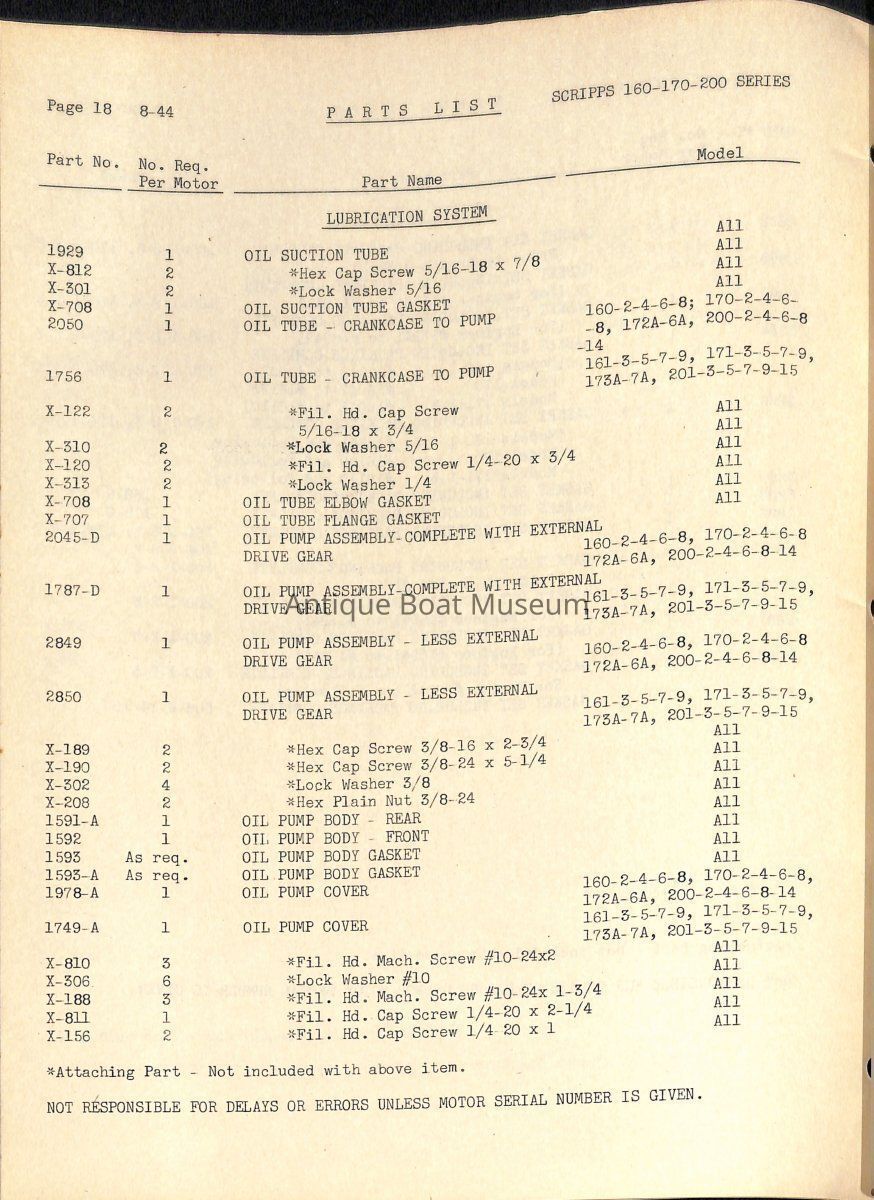 Page 18 8-44 PARTS LIST SCRIPPS 160-170-200 SERIES
Part No. No. Req. Model
Per Motor Part Name
LUBRICATION SYSTEM
1929 1 OIL SUCTION TUBE All
X-812 2 *Hex Cap Screw 5/16-18 x 7/8 All
X-301 2 *Lock Washer 5/16 All
X-708 1 OIL SUCTION TUBE GASKET All
2050 1 OIL TUBE - CRANKCASE TO PUMP 160-2-4-6-8; 170-2-4-6-
-8, 172A-6A, 200-2-4-6-8
-14
1756 1 OIL TUBE - CRANKCASE TO PUMP 161-3-5-7-9, 171-3-5-7-9,
173A-7A, 201-3-5-7-9-15
X-122 2 *Fil. Hd. Cap Screw All
5/16-18 x 3/4 All
X-310 2 *Lock Washer 5/16 All
X-120 2 *Fil. Hd. Cap Screw 1/4-20 x 3/4 All
X-313 2 *Lock Washer 1/4 All
X-708 1 OIL TUBE ELBOW GASKET All
X-707 1 OIL TUBE FLANGE GASKET
2045-D 1 OIL PUMP ASSEMBLY-COMPLETE WITH EXTERNAL 160-2-4-6-8, 170-2-4-6-8
DRIVE GEAR 172A-6A, 200-2-4-6-8-14
1787-D 1 OIL PUMP ASSEMBLY-COMPLETE WITH EXTERNAL 161-3-5-7-9, 171-3-5-7-9,
DRIVE GEAR 173A-7A, 201-3-5-7-9-15
Antique Boat Museum
2849 1 OIL PUMP ASSEMBLY - LESS EXTERNAL 160-2-4-6-8, 170-2-4-6-8
DRIVE GEAR 172A-6A, 200-2-4-6-8-14
2850 1 OIL PUMP ASSEMBLY - LESS EXTERNAL 161-3-5-7-9, 171-3-5-7-9,
DRIVE GEAR 173A-7A, 201-3-5-7-9-15
All
X-189 2 *Hex Cap Screw 3/8-16 x 2-3/4 All
X-190 2 *Hex Cap Screw 3/8-24 x 5-1/4 All
X-302 4 *Lock Washer 3/8 All
X-208 2 *Hex Plain Nut 3/8-24 All
1591-A 1 OIL PUMP BODY - REAR All
1592 1 OIL PUMP BODY - FRONT All
1593 As req. OIL PUMP BODY GASKET All
1593-A As req. OIL PUMP BODY GASKET
1978-A 1 OIL PUMP COVER 160-2-4-6-8, 170-2-4-6-8,
172A-6A, 200-2-4-6-8-14
1749-A 1 OIL PUMP COVER 161-3-5-7-9, 171-3-5-7-9,
173A-7A, 201-3-5-7-9-15
X-810 3 *Fil. Hd. Mach. Screw #10-24x2 All
X-306 6 *Lock Washer #10 All
X-188 3 *Fil. Hd. Mach. Screw #10-24x 1-3/4 All
X-811 1 *Fil. Hd. Cap Screw 1/4-20 x 2-1/4 All
X-156 2 *Fil. Hd. Cap Screw 1/4-20 x 1 All
*Attaching Part - Not included with above item.
NOT RESPONSIBLE FOR DELAYS OR ERRORS UNLESS MOTOR SERIAL NUMBER IS GIVEN.